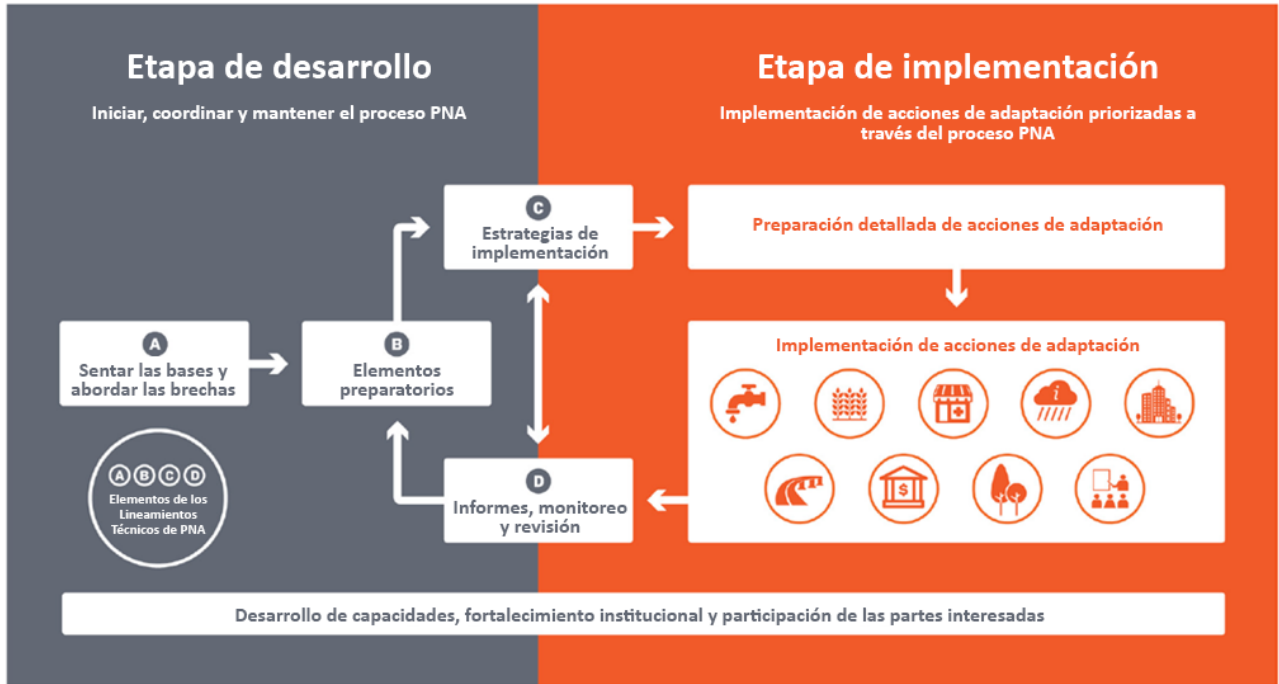 Etapa de desarrollo
Iniciar, coordinar y mantener el proceso PNA
Etapa de implementación
Implementación de acciones de adaptación priorizadas a
través del proceso PNA
C
Estrategias de
implementación
Preparación detallada de acciones de adaptación
A
Sentar las bases y
abordar las brechas
B
Elementos
preparatorios
Implementación de acciones de adaptación
i
$
A B C D
Elementos de los
Lineamientos
Técnicos de PNA
D
Informes, monitoreo
y revisión
Desarrollo de capacidades, fortalecimiento institucional y participación de las partes interesadas